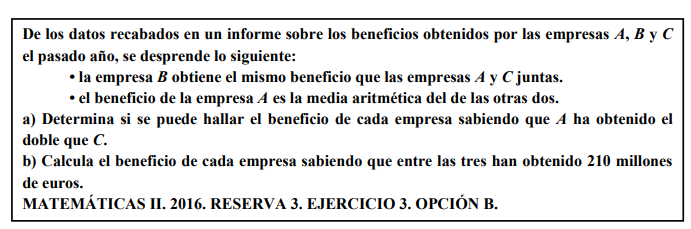 De los datos recabados en un informe sobre los beneficios obtenidos por las empresas A, B y C
el pasado año, se desprende lo siguiente:
• la empresa B obtiene el mismo beneficio que las empresas A y C juntas.
• el beneficio de la empresa A es la media aritmética del de las otras dos.
a) Determina si se puede hallar el beneficio de cada empresa sabiendo que A ha obtenido el
doble que C.
b) Calcula el beneficio de cada empresa sabiendo que entre las tres han obtenido 210 millones
de euros.
MATEMÁTICAS II. 2016. RESERVA 3. EJERCICIO 3. OPCIÓN B.